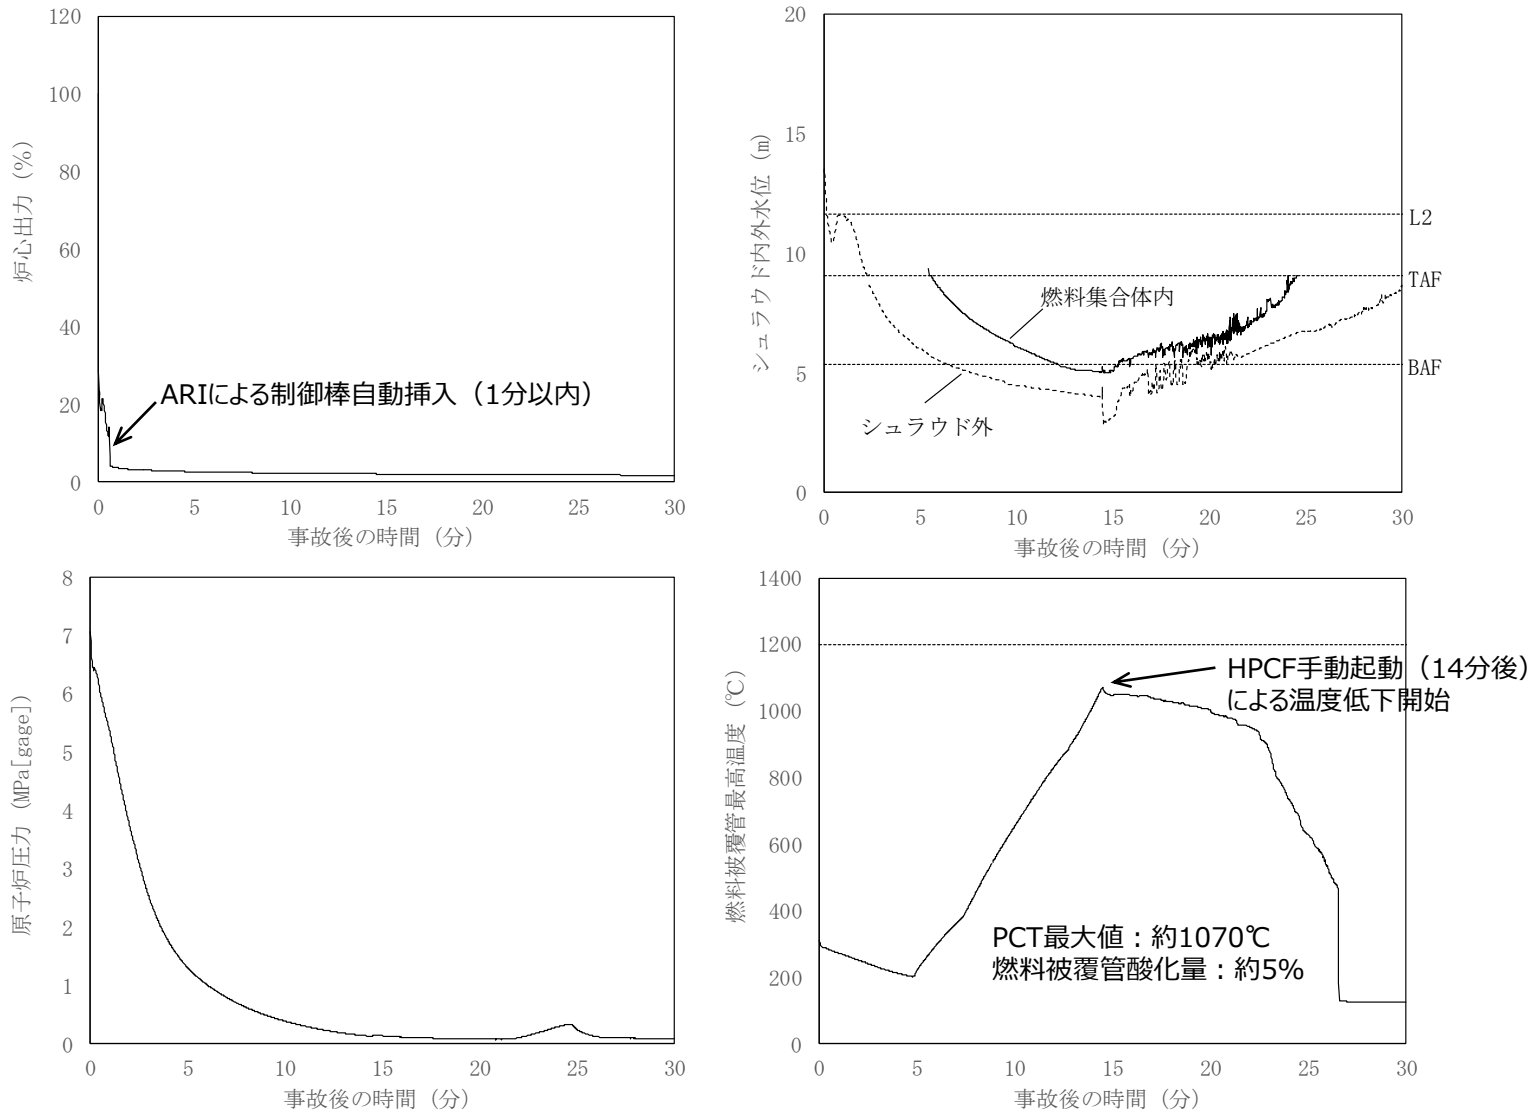 120
100
80
60
40
20
0
炉心出力 (%)
ARIによる制御棒自動挿入（1分以内）
0 5 10 15 20 25 30
事故後の時間 (分)
20
15
10
5
0
シュラウド内外水位 (m)
L2
TAF
BAF
燃料集合体内
シュラウド外
0 5 10 15 20 25 30
事故後の時間 (分)
8
7
6
5
4
3
2
1
0
原子炉圧力 (MPa[gage])
0 5 10 15 20 25 30
事故後の時間 (分)
1400
1200
1000
800
600
400
200
0
燃料被覆管最高温度 (℃)
HPCF手動起動（14分後）
による温度低下開始
PCT最大値：約1070℃
燃料被覆管酸化量：約5%
0 5 10 15 20 25 30
事故後の時間 (分)